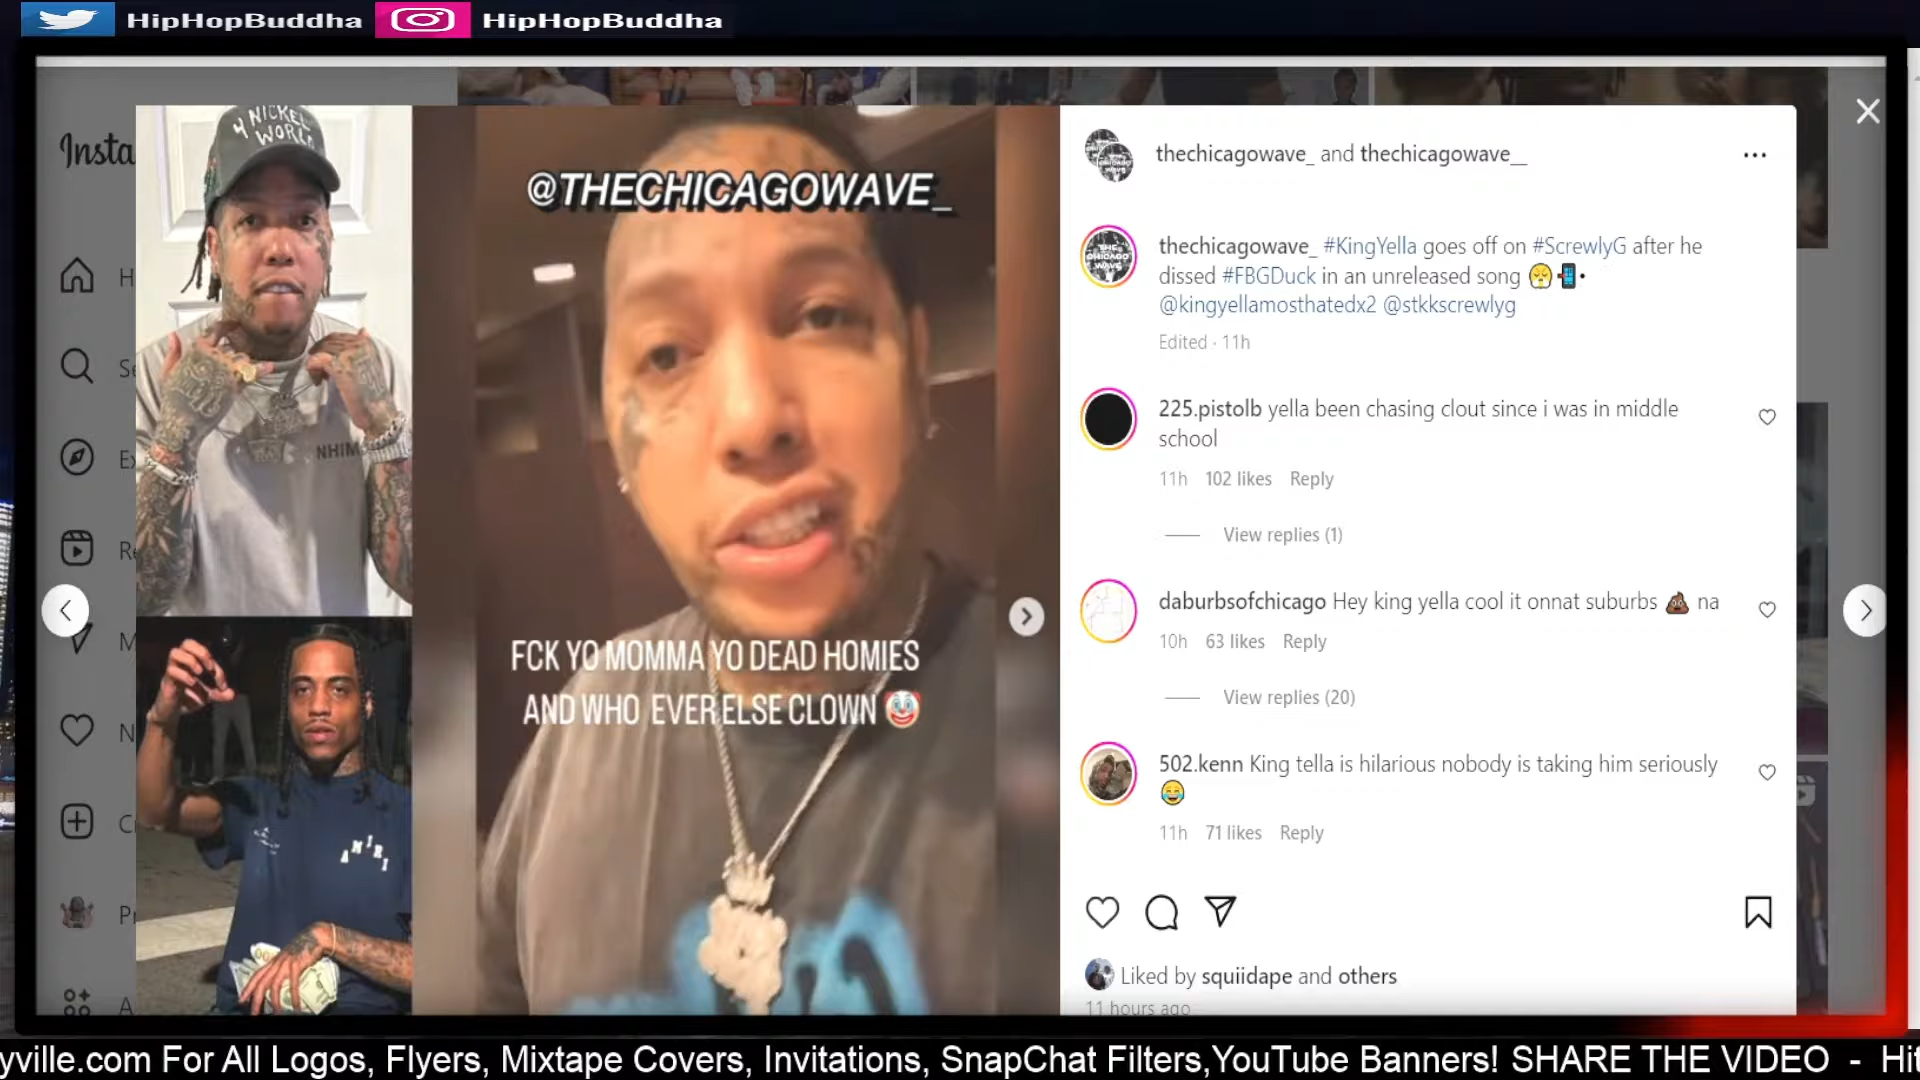 HipHopBuddha HipHopBuddha
Insta
4 NICKEL
WORLD
NHIM
AMIRI
@THECHICAGOWAVE_
FCK YO MOMMA YO DEAD HOMIES
AND WHO EVER ELSE CLOWN 🤡
thechicagowave_ and thechicagowave__
thechicagowave_ #KingYella goes off on #ScrewlyG after he
dissed #FBGDuck in an unreleased song 😤📲•
@kingyellamosthatedx2 @stkkscrewlyg
Edited · 11h
225.pistolb yella been chasing clout since i was in middle
school
11h 102 likes Reply
View replies (1)
daburbsofchicago Hey king yella cool it onnat suburbs 💩 na
10h 63 likes Reply
View replies (20)
502.kenn King tella is hilarious nobody is taking him seriously
😂
11h 71 likes Reply
Liked by squiidape and others
11 hours ago
yville.com For All Logos, Flyers, Mixtape Covers, Invitations, SnapChat Filters,YouTube Banners! SHARE THE VIDEO - Hit